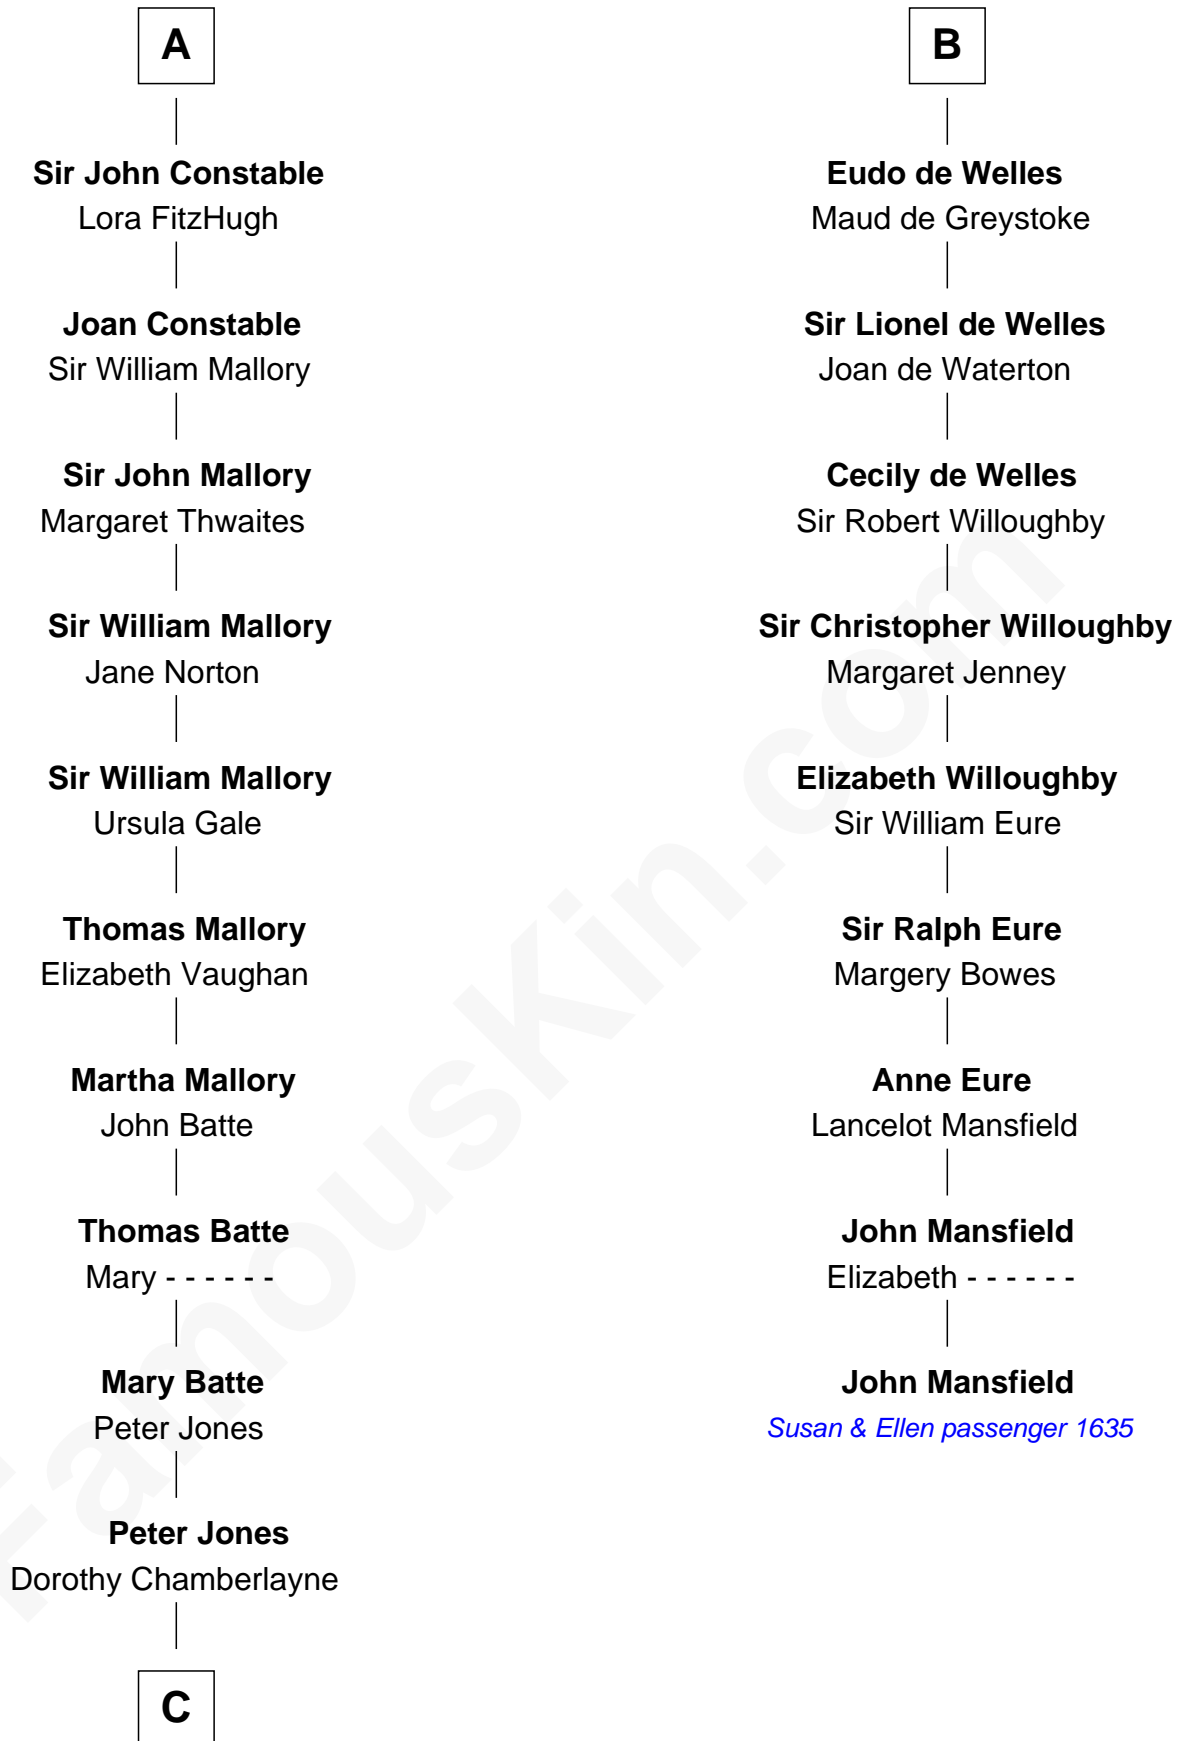 A
Sir John Constable
Lora FitzHugh
Joan Constable
Sir William Mallory
Sir John Mallory
Margaret Thwaites
Sir William Mallory
Jane Norton
Sir William Mallory
Ursula Gale
Thomas Mallory
Elizabeth Vaughan
Martha Mallory
John Batte
Thomas Batte
Mary - - - - - -
Mary Batte
Peter Jones
Peter Jones
Dorothy Chamberlayne
C
B
Eudo de Welles
Maud de Greystoke
Sir Lionel de Welles
Joan de Waterton
Cecily de Welles
Sir Robert Willoughby
Sir Christopher Willoughby
Margaret Jenney
Elizabeth Willoughby
Sir William Eure
Sir Ralph Eure
Margery Bowes
Anne Eure
Lancelot Mansfield
John Mansfield
Elizabeth - - - - - -
John Mansfield
Susan & Ellen passenger 1635
FamousKin.com